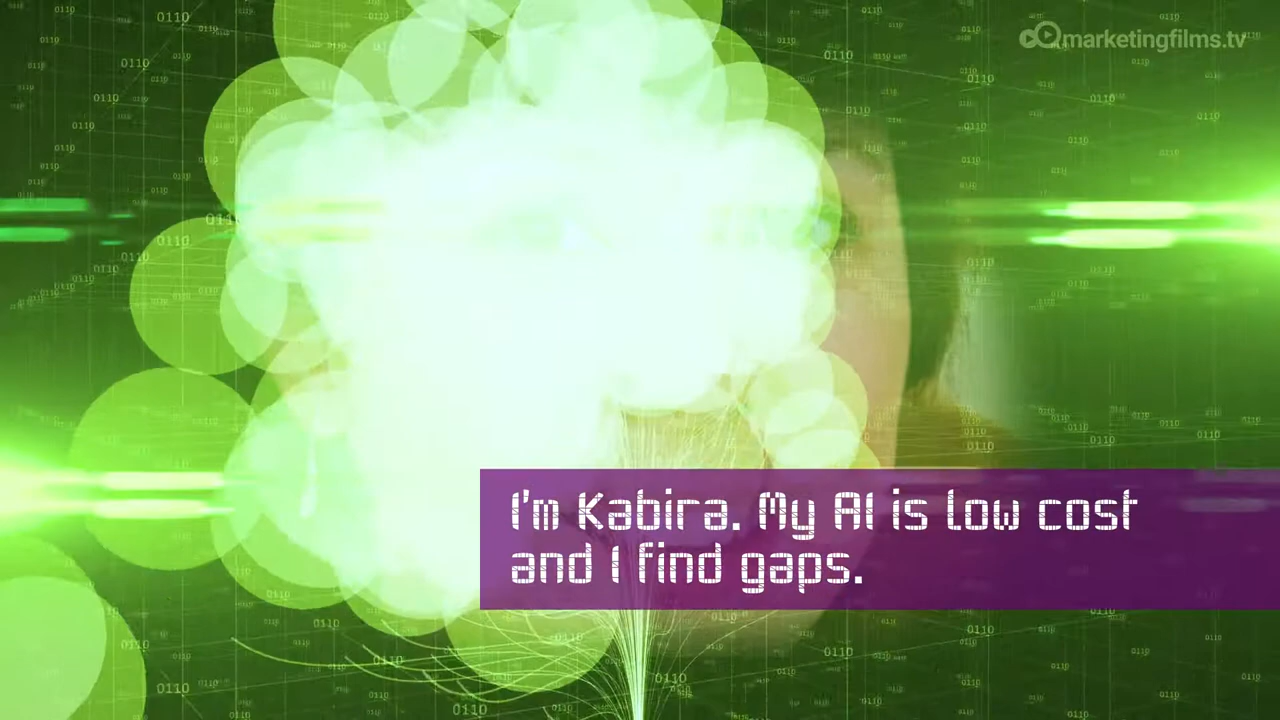 marketingfilms.tv
I'm Kabira. My AI is low cost
and I find gaps.